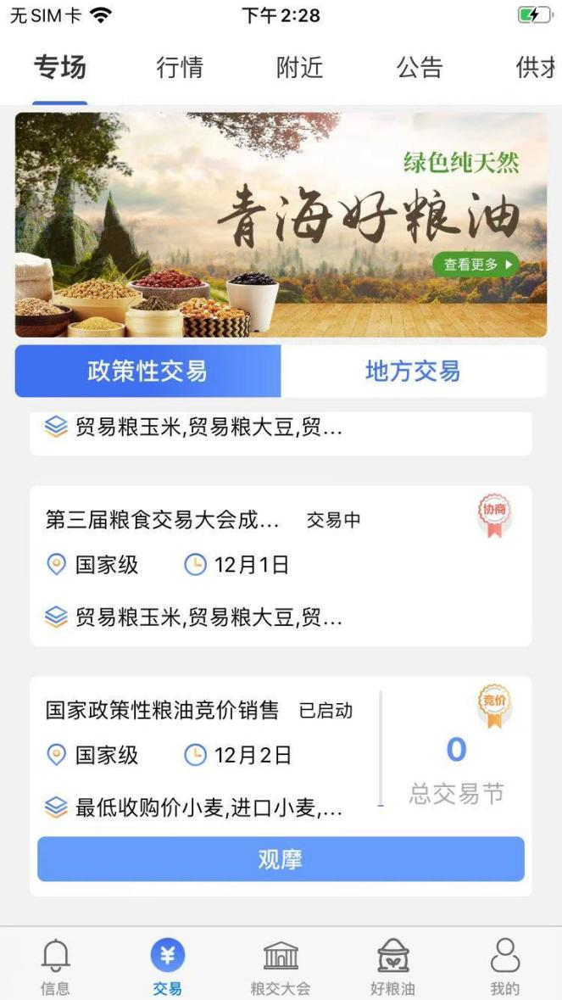 无SIM卡 下午2:28
专场 行情 附近 公告 供求
绿色纯天然
青海好粮油
查看更多
政策性交易 地方交易
贸易粮玉米,贸易粮大豆,贸...
第三届粮食交易大会成... 交易中 协商
国家级 12月1日
贸易粮玉米,贸易粮大豆,贸...
国家政策性粮油竞价销售 已启动 竞价
国家级 12月2日 0
最低收购价小麦,进口小麦,... 总交易节
观摩
信息 交易 粮交大会 好粮油 我的